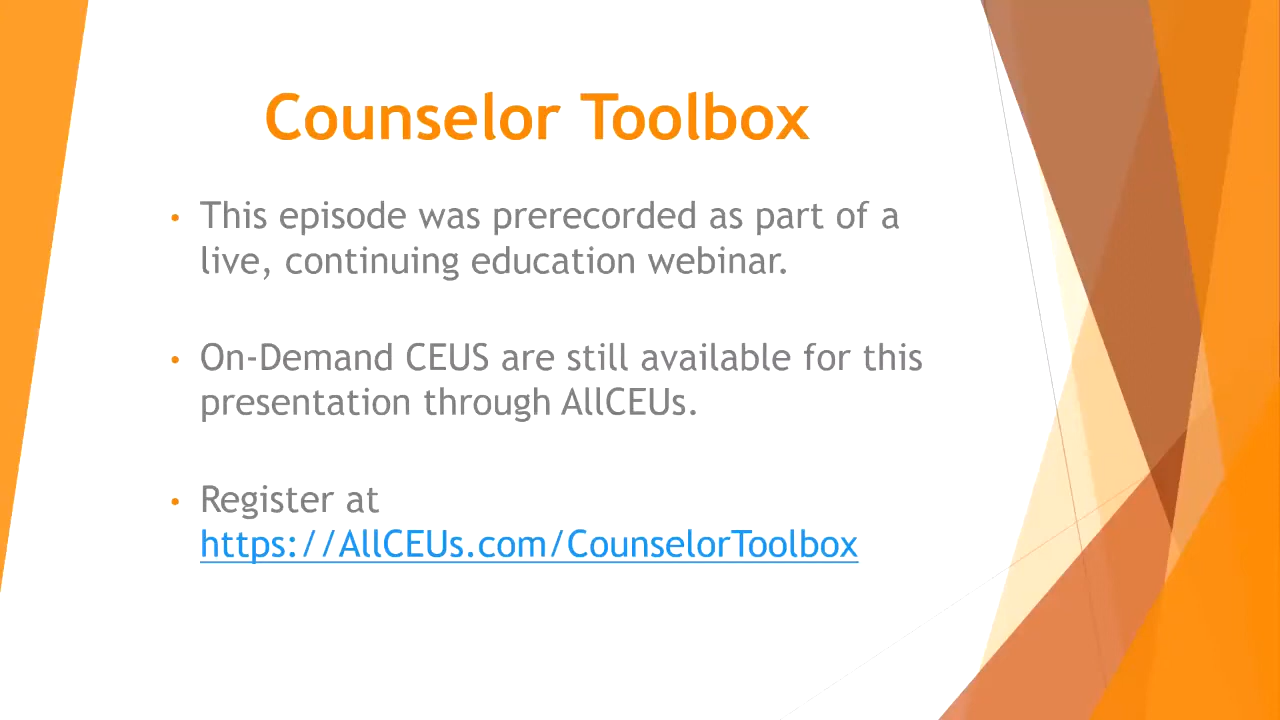 Counselor Toolbox
• This episode was prerecorded as part of a
live, continuing education webinar.
• On-Demand CEUS are still available for this
presentation through AllCEUs.
• Register at
https://AllCEUs.com/CounselorToolbox